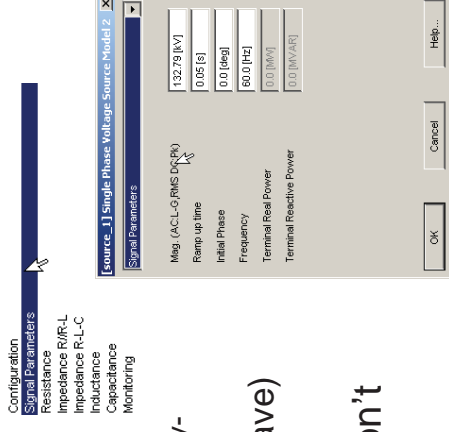 Configuration
Signal Parameters
Resistance
Impedance R//R-L
Impedance R-L-C
Inductance
Capacitance
Monitoring
[source_1] Single Phase Voltage Source Model 2
Signal Parameters
Mag. (AC:L-G,RMS DC:Pk) 132.79 [kV]
Ramp up time 0.05 [s]
Initial Phase 0.0 [deg]
Frequency 60.0 [Hz]
Terminal Real Power 0.0 [MW]
Terminal Reactive Power 0.0 [MVAR]
OK Cancel Help...
y-
ave)
on't